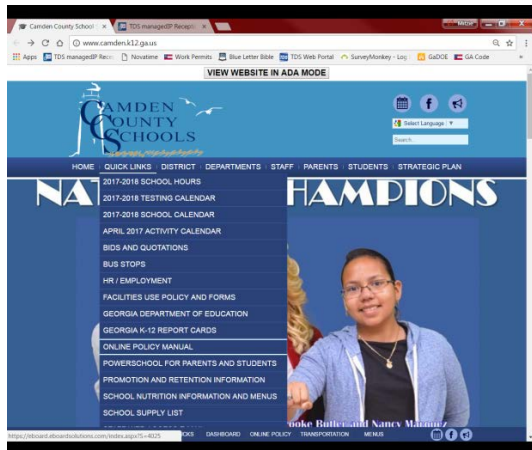 Camden County School
TDS managedIP Recepti
www.camden.k12.ga.us
Apps TDS managedIP Rece Novatime Work Permits Blue Letter Bible TDS Web Portal SurveyMonkey - Log GaDOE GA Code
VIEW WEBSITE IN ADA MODE
CAMDEN
COUNTY
SCHOOLS
Select Language
Search
HOME QUICK LINKS DISTRICT DEPARTMENTS STAFF PARENTS STUDENTS STRATEGIC PLAN
NAT HAMPIONS
2017-2018 SCHOOL HOURS
2017-2018 TESTING CALENDAR
2017-2018 SCHOOL CALENDAR
APRIL 2017 ACTIVITY CALENDAR
BIDS AND QUOTATIONS
BUS STOPS
HR / EMPLOYMENT
FACILITIES USE POLICY AND FORMS
GEORGIA DEPARTMENT OF EDUCATION
GEORGIA K-12 REPORT CARDS
ONLINE POLICY MANUAL
POWERSCHOOL FOR PARENTS AND STUDENTS
PROMOTION AND RETENTION INFORMATION
SCHOOL NUTRITION INFORMATION AND MENUS
SCHOOL SUPPLY LIST
ooke Butler and Nancy Marquez
https://eboard.eboardsolutions.com/index.aspx?S=4025
DASHBOARD ONLINE POLICY TRANSPORTATION MENUS